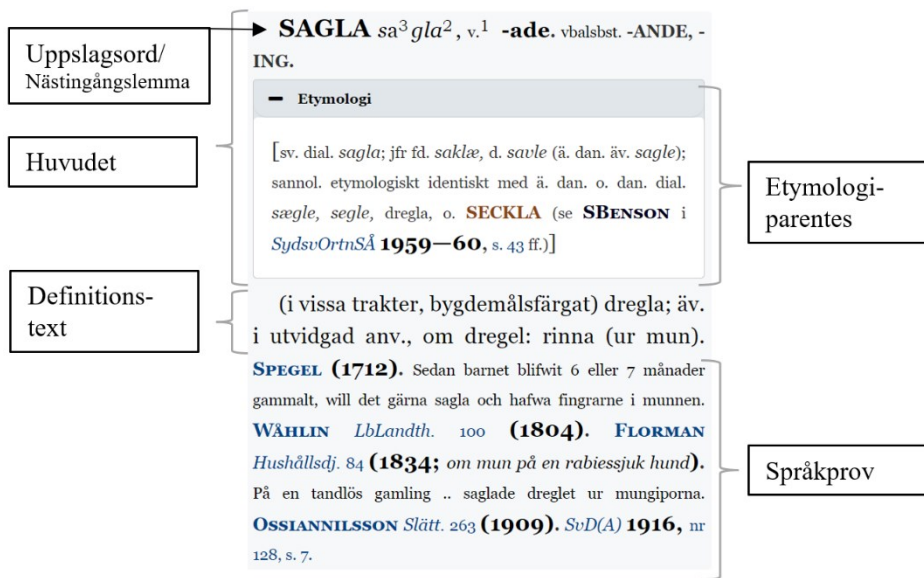 Uppslagsord/
Nästingångslemma
Huvudet
Definitions-
text
SAGLA sa³gla², v.¹ -ade. vbalsbst. -ANDE, -
ING.
Etymologi
[sv. dial. sagla; jfr fd. saklæ, d. savle (ä. dan. äv. sagle);
sannol. etymologiskt identiskt med ä. dan. o. dan. dial.
sægle, segle, dregla, o. SECKLA (se SBENSON i
SydsvOrtnSÅ 1959—60, s. 43 ff.)]
(i vissa trakter, bygdemålsfärgat) dregla; äv.
i utvidgad anv., om dregel: rinna (ur mun).
SPEGEL (1712). Sedan barnet blifwit 6 eller 7 månader
gammalt, will det gärna sagla och hafwa fingrarne i munnen.
WÅHLIN LbLandth. 100 (1804). FLORMAN
Hushållsdj. 84 (1834; om mun på en rabiessjuk hund).
På en tandlös gamling .. saglade dreglet ur mungiporna.
OSSIANNILSSON Slätt. 263 (1909). SvD(A) 1916, nr
128, s. 7.
Etymologi-
parentes
Språkprov